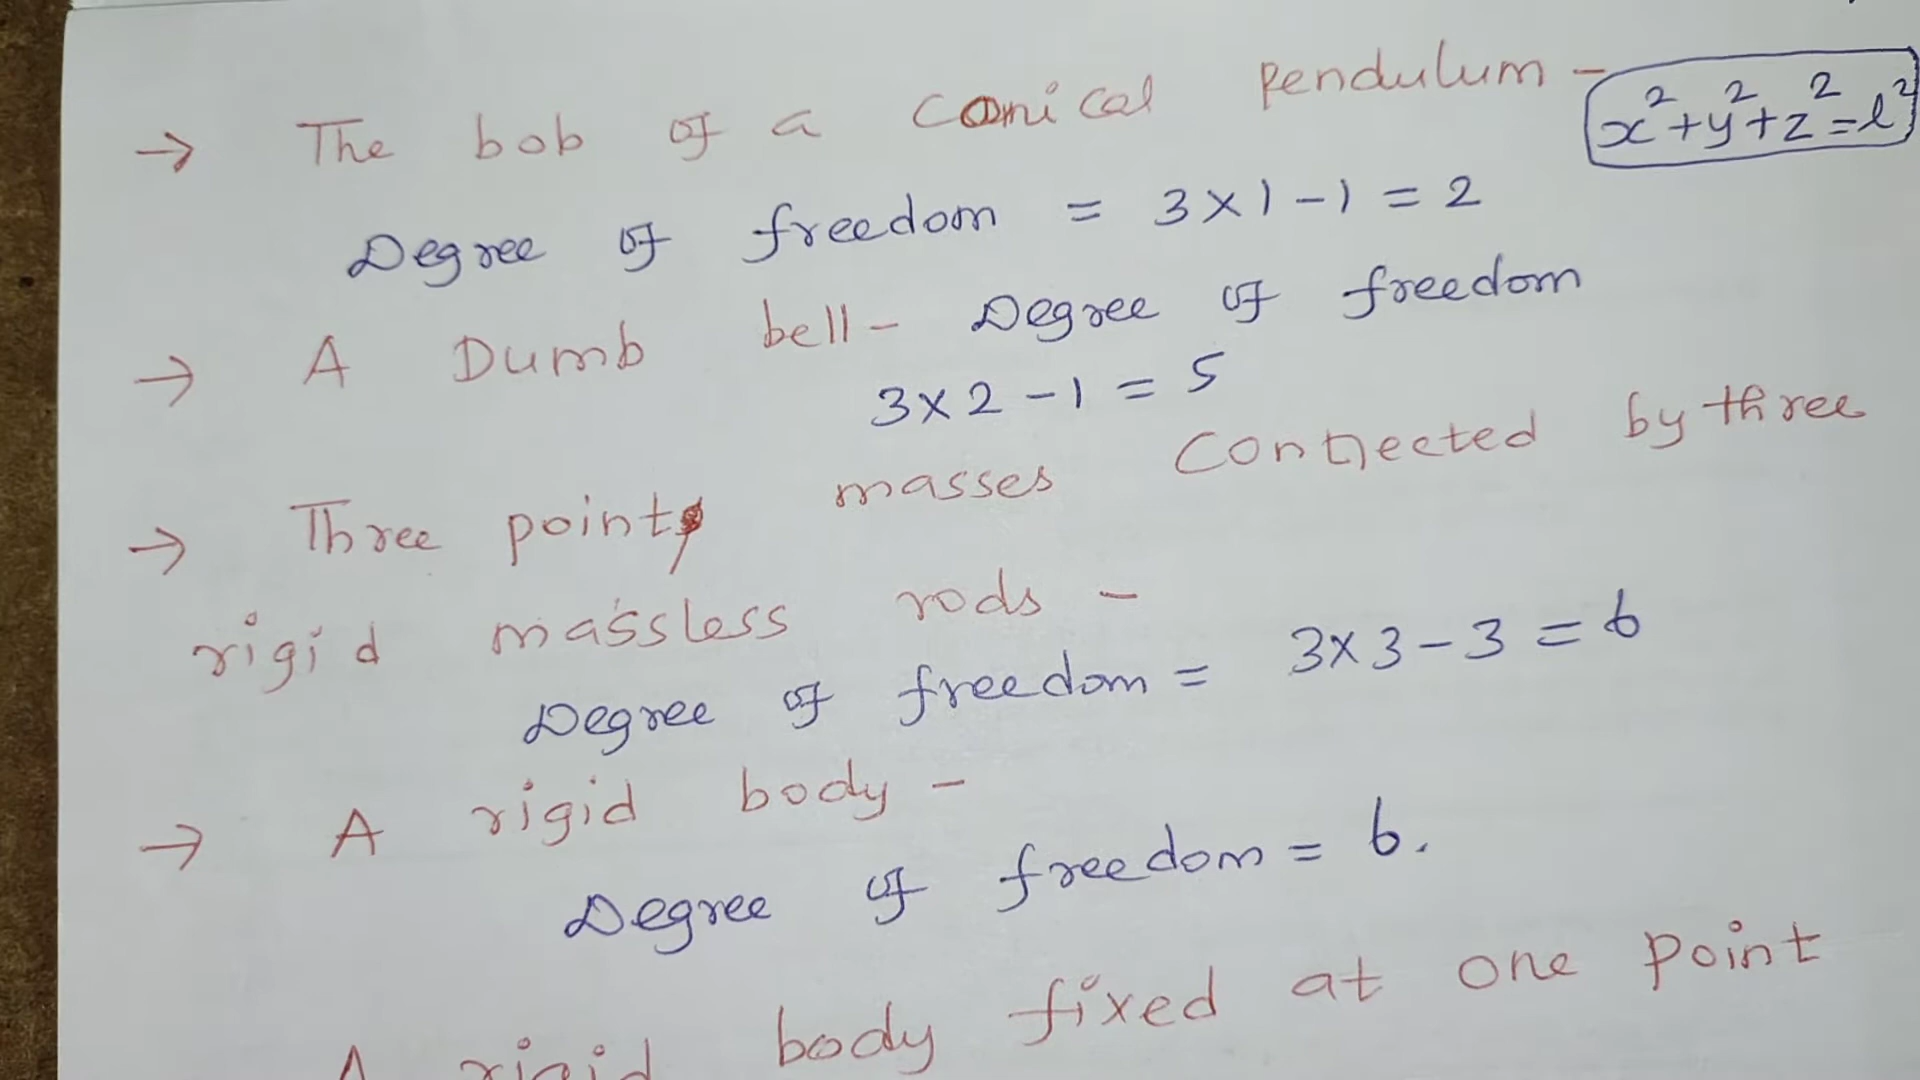 → The bob of a conical pendulum - x²+y²+z²=l²
Degree of freedom = 3×1-1=2
→ A Dumb bell- Degree of freedom
3×2-1=5
→ Three point masses connected by three
rigid massless rods -
Degree of freedom = 3×3-3=6
→ A rigid body -
Degree of freedom = 6.
A rigid body fixed at one point